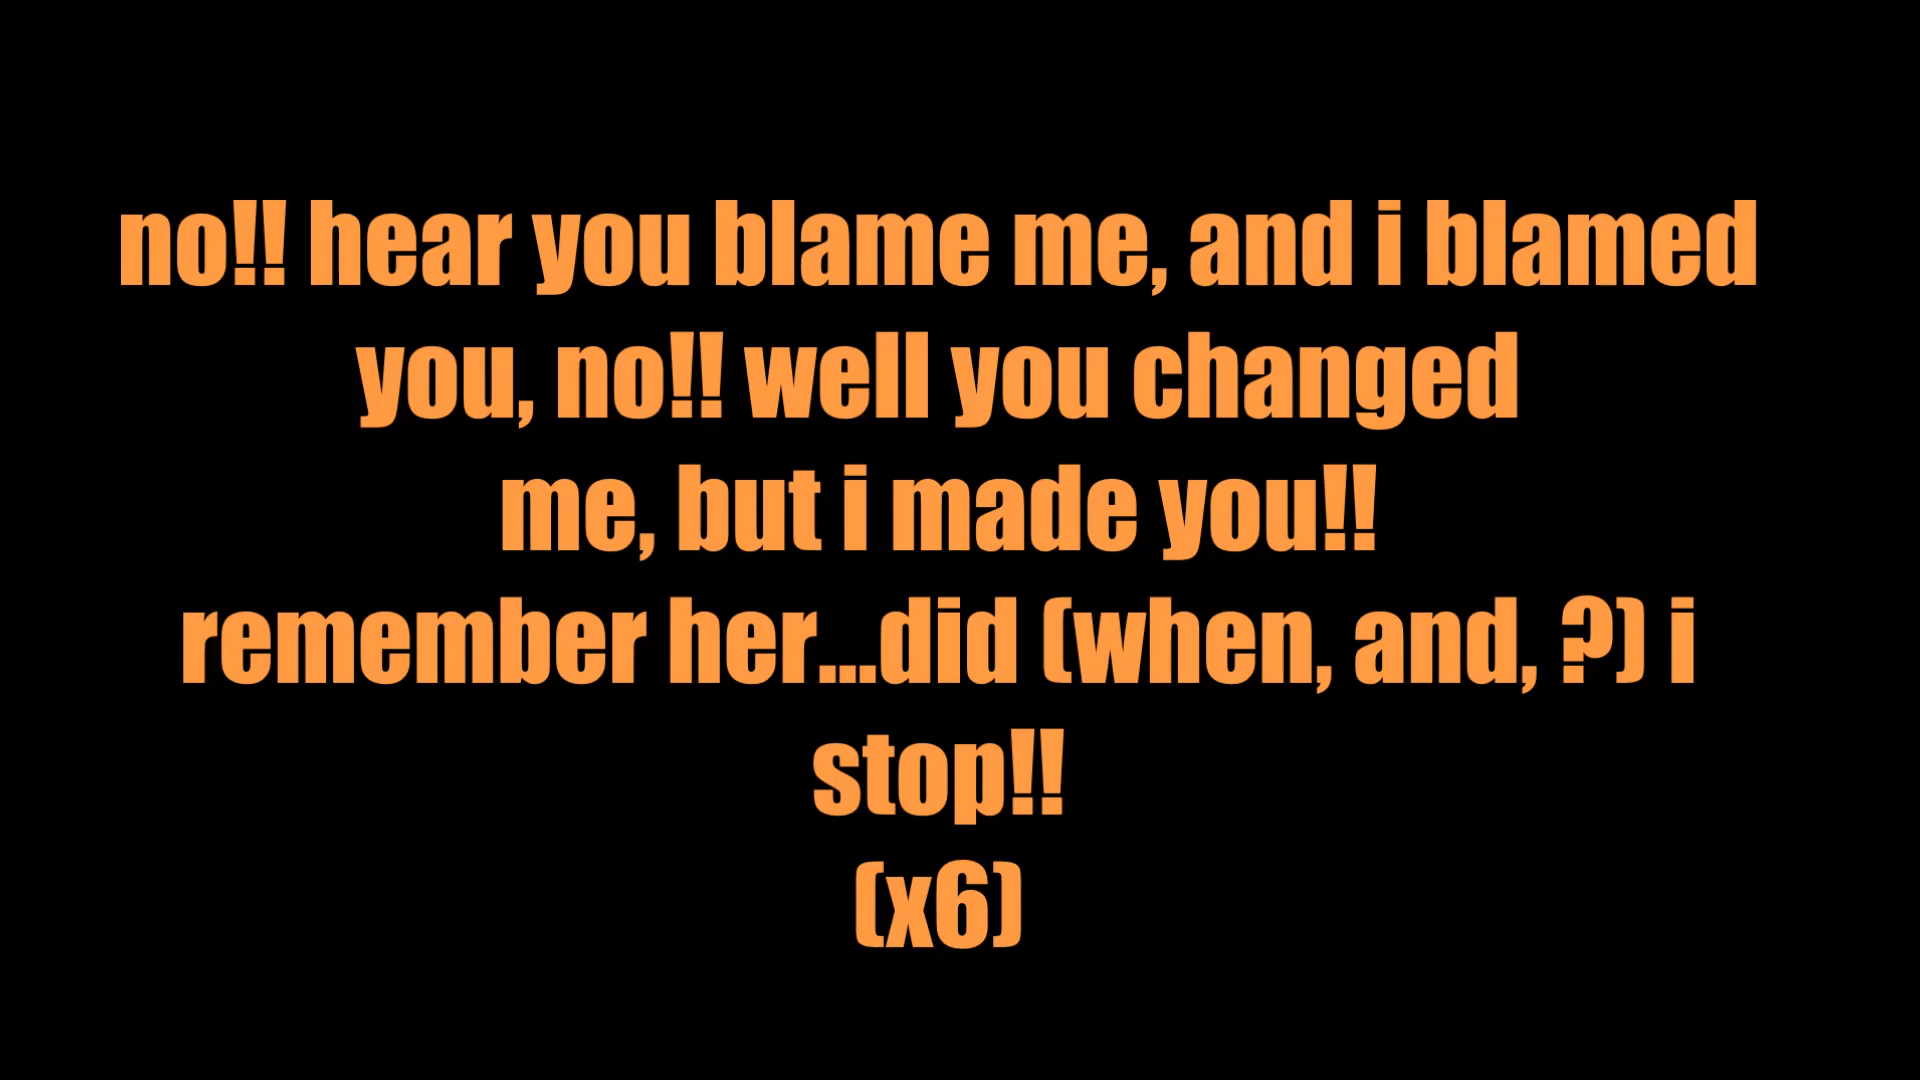 no!! hear you blame me, and i blamed
you, no!! well you changed
me, but i made you!!
remember her...did (when, and, ?) i
stop!!
(x6)